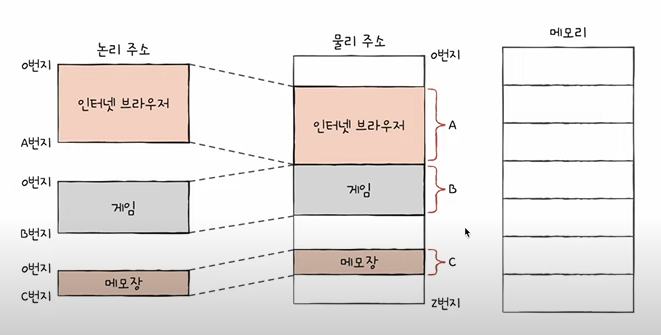 논리 주소
0번지
인터넷 브라우저
A번지
0번지
게임
B번지
0번지
메모장
C번지
물리 주소
0번지
인터넷 브라우저
A
게임
B
메모장
C
Z번지
메모리